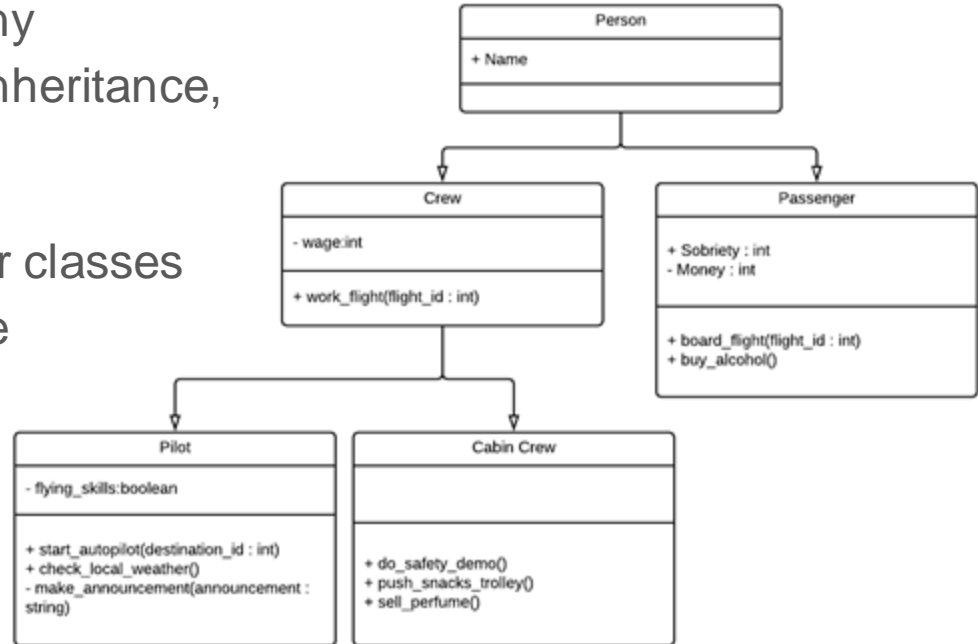 ny
nheritance,
r classes
e
Person
+ Name
Crew
- wage:int
+ work_flight(flight_id : int)
Passenger
+ Sobriety : int
- Money : int
+ board_flight(flight_id : int)
+ buy_alcohol()
Pilot
- flying_skills:boolean
+ start_autopilot(destination_id : int)
+ check_local_weather()
- make_announcement(announcement :
string)
Cabin Crew
+ do_safety_demo()
+ push_snacks_trolley()
+ sell_perfume()